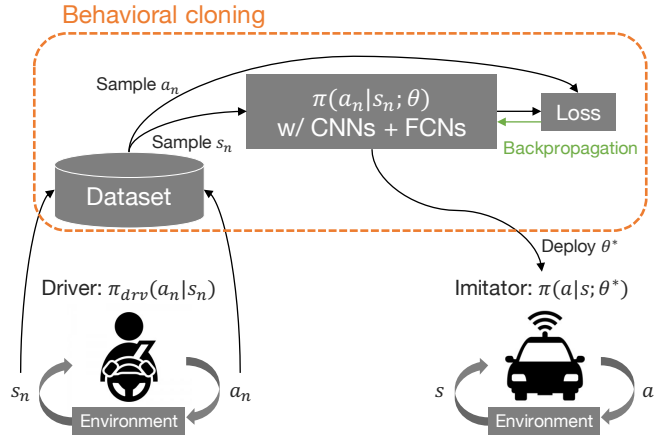 Behavioral cloning
Sample aₙ
π(aₙ|sₙ; θ)
w/ CNNs + FCNs
Loss
Sample sₙ
Backpropagation
Dataset
Deploy θ*
Driver: π_drv(aₙ|sₙ)
Imitator: π(a|s; θ*)
sₙ
aₙ
s
a
Environment
Environment